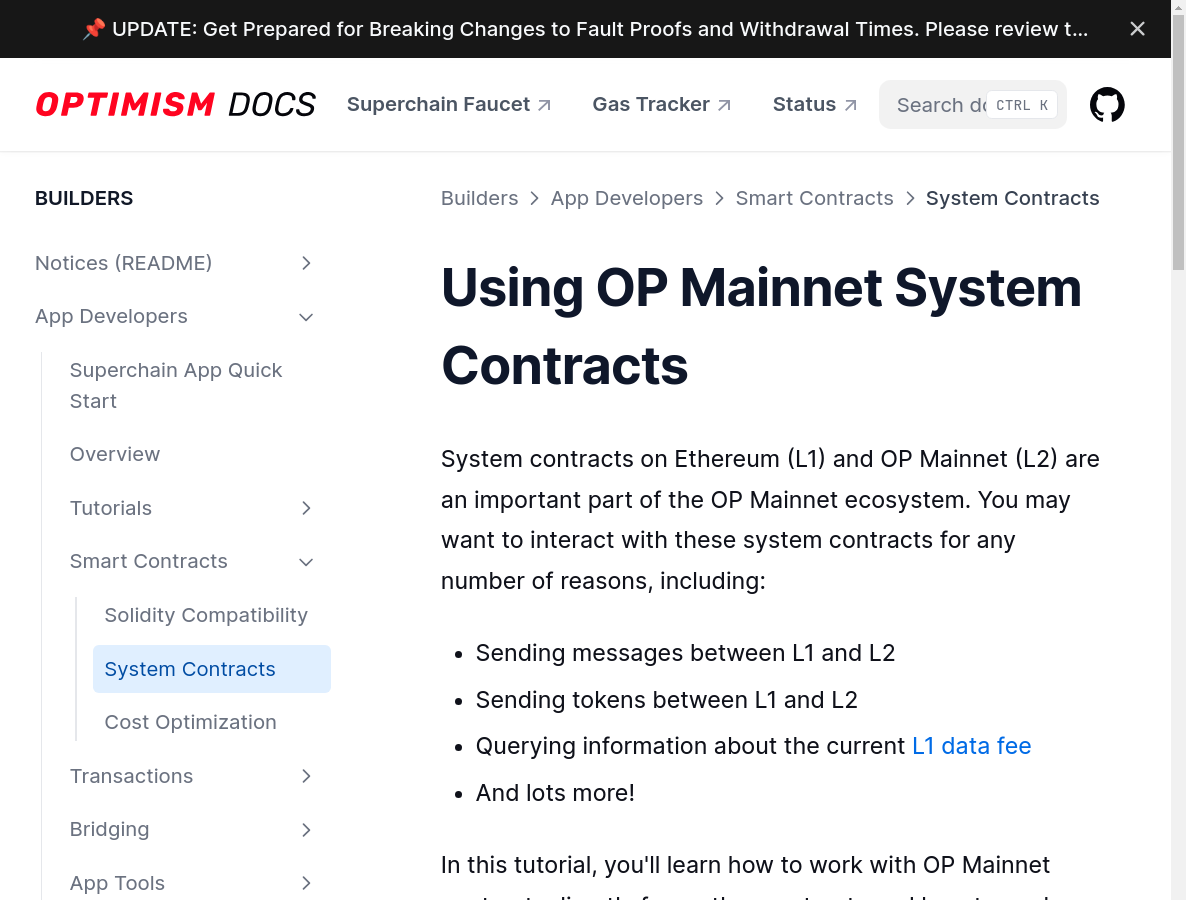 📌 UPDATE: Get Prepared for Breaking Changes to Fault Proofs and Withdrawal Times. Please review t...
OPTIMISM DOCS
Superchain Faucet
Gas Tracker
Status
Search do
CTRL K
BUILDERS
Notices (README)
App Developers
Superchain App Quick
Start
Overview
Tutorials
Smart Contracts
Solidity Compatibility
System Contracts
Cost Optimization
Transactions
Bridging
App Tools
Builders > App Developers > Smart Contracts > System Contracts
Using OP Mainnet System
Contracts
System contracts on Ethereum (L1) and OP Mainnet (L2) are
an important part of the OP Mainnet ecosystem. You may
want to interact with these system contracts for any
number of reasons, including:
• Sending messages between L1 and L2
• Sending tokens between L1 and L2
• Querying information about the current L1 data fee
• And lots more!
In this tutorial, you'll learn how to work with OP Mainnet